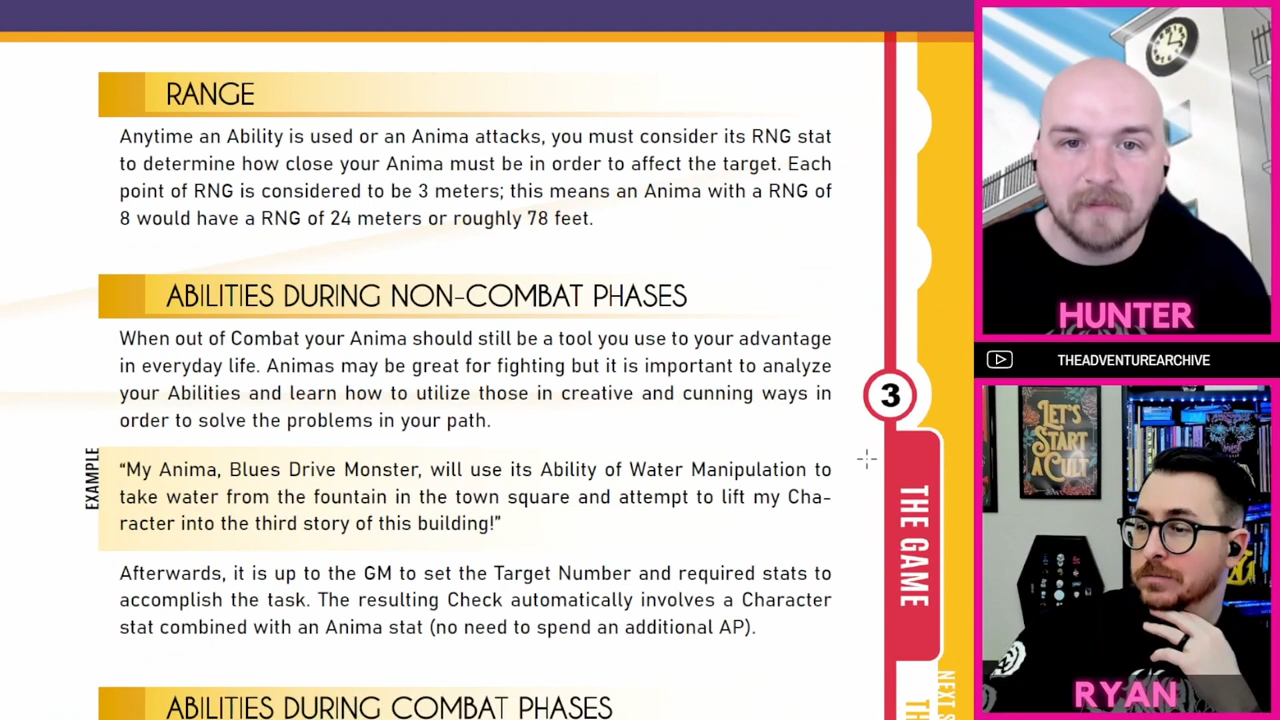 RANGE
Anytime an Ability is used or an Anima attacks, you must consider its RNG stat
to determine how close your Anima must be in order to affect the target. Each
point of RNG is considered to be 3 meters; this means an Anima with a RNG of
8 would have a RNG of 24 meters or roughly 78 feet.
ABILITIES DURING NON-COMBAT PHASES
When out of Combat your Anima should still be a tool you use to your advantage
in everyday life. Animas may be great for fighting but it is important to analyze
your Abilities and learn how to utilize those in creative and cunning ways in
order to solve the problems in your path.
EXAMPLE
“My Anima, Blues Drive Monster, will use its Ability of Water Manipulation to
take water from the fountain in the town square and attempt to lift my Cha-
racter into the third story of this building!”
Afterwards, it is up to the GM to set the Target Number and required stats to
accomplish the task. The resulting Check automatically involves a Character
stat combined with an Anima stat (no need to spend an additional AP).
ABILITIES DURING COMBAT PHASES
3
THE GAME
NEXT
HUNTER
THEADVENTUREARCHIVE
LET'S
START
A CULT
RYAN